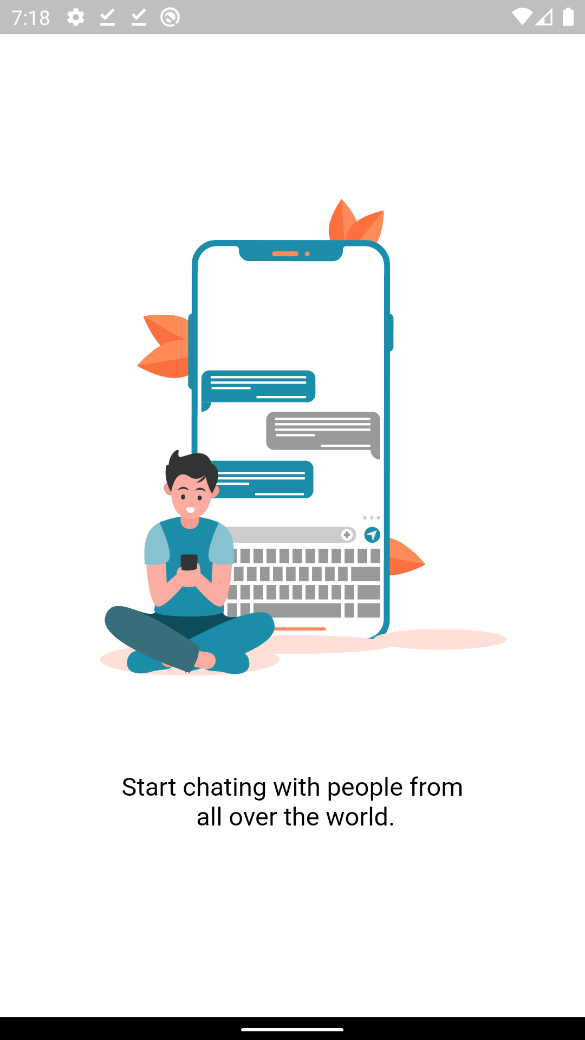 7:18
Start chating with people from
all over the world.